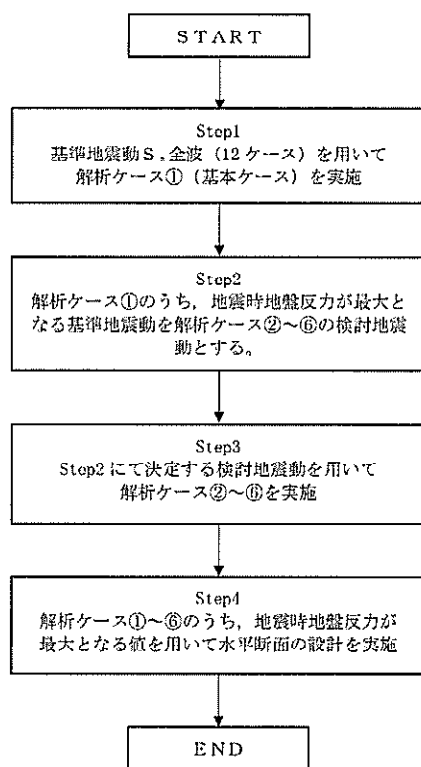 START
Step1
基準地震動Ｓｓ全波（12ケース）を用いて
解析ケース①（基本ケース）を実施
Step2
解析ケース①のうち，地震時地盤反力が最大と
なる基準地震動を解析ケース②～⑥の検討地震
動とする。
Step3
Step2にて決定する検討地震動を用いて
解析ケース②～⑥を実施
Step4
解析ケース①～⑥のうち，地震時地盤反力が
最大となる値を用いて水平断面の設計を実施
END